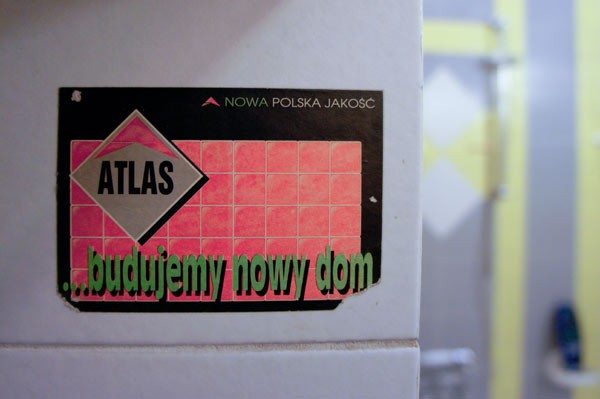 NOWA POLSKA JAKOŚĆ
ATLAS
...budujemy nowy dom